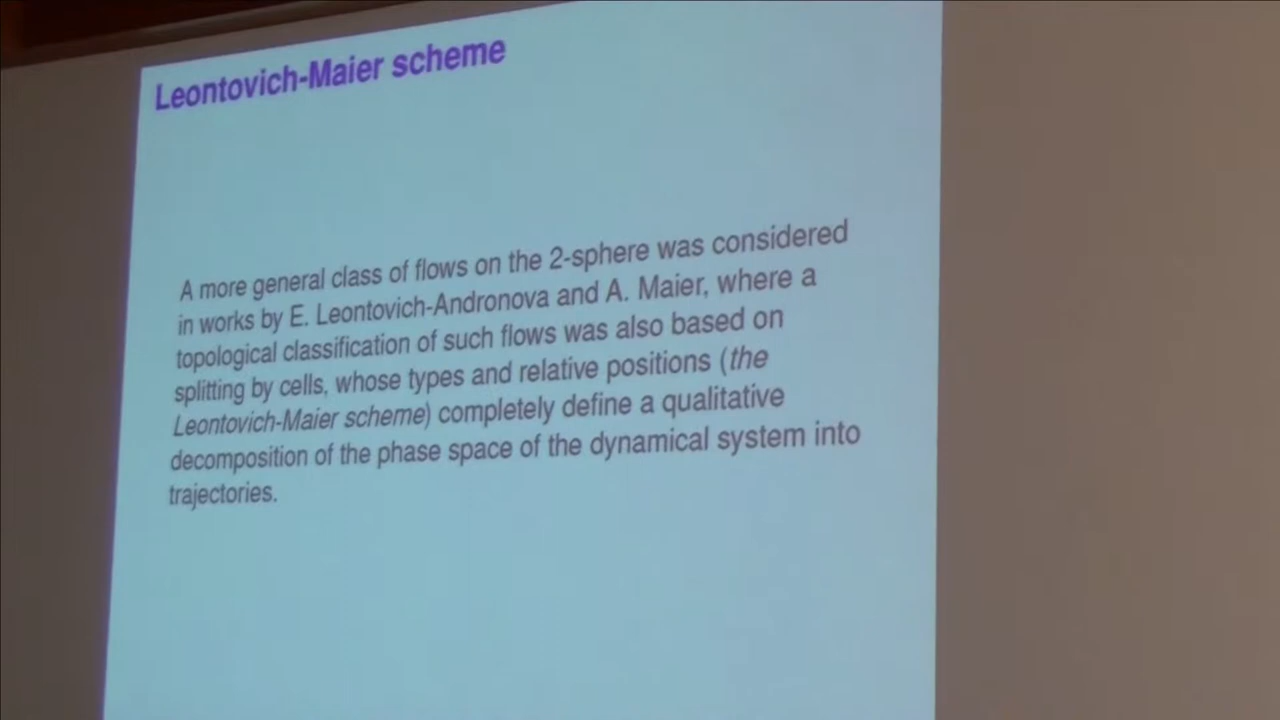 Leontovich-Maier scheme
A more general class of flows on the 2-sphere was considered
in works by E. Leontovich-Andronova and A. Maier, where a
topological classification of such flows was also based on
splitting by cells, whose types and relative positions (the
Leontovich-Maier scheme) completely define a qualitative
decomposition of the phase space of the dynamical system into
trajectories.